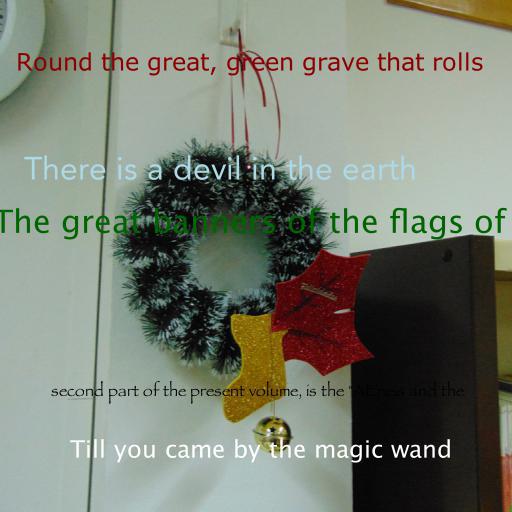 Round the great, green grave that rolls
There is a devil in the earth
The great banners of the flags of
second part of the present volume, is the and the
Till you came by the magic wand